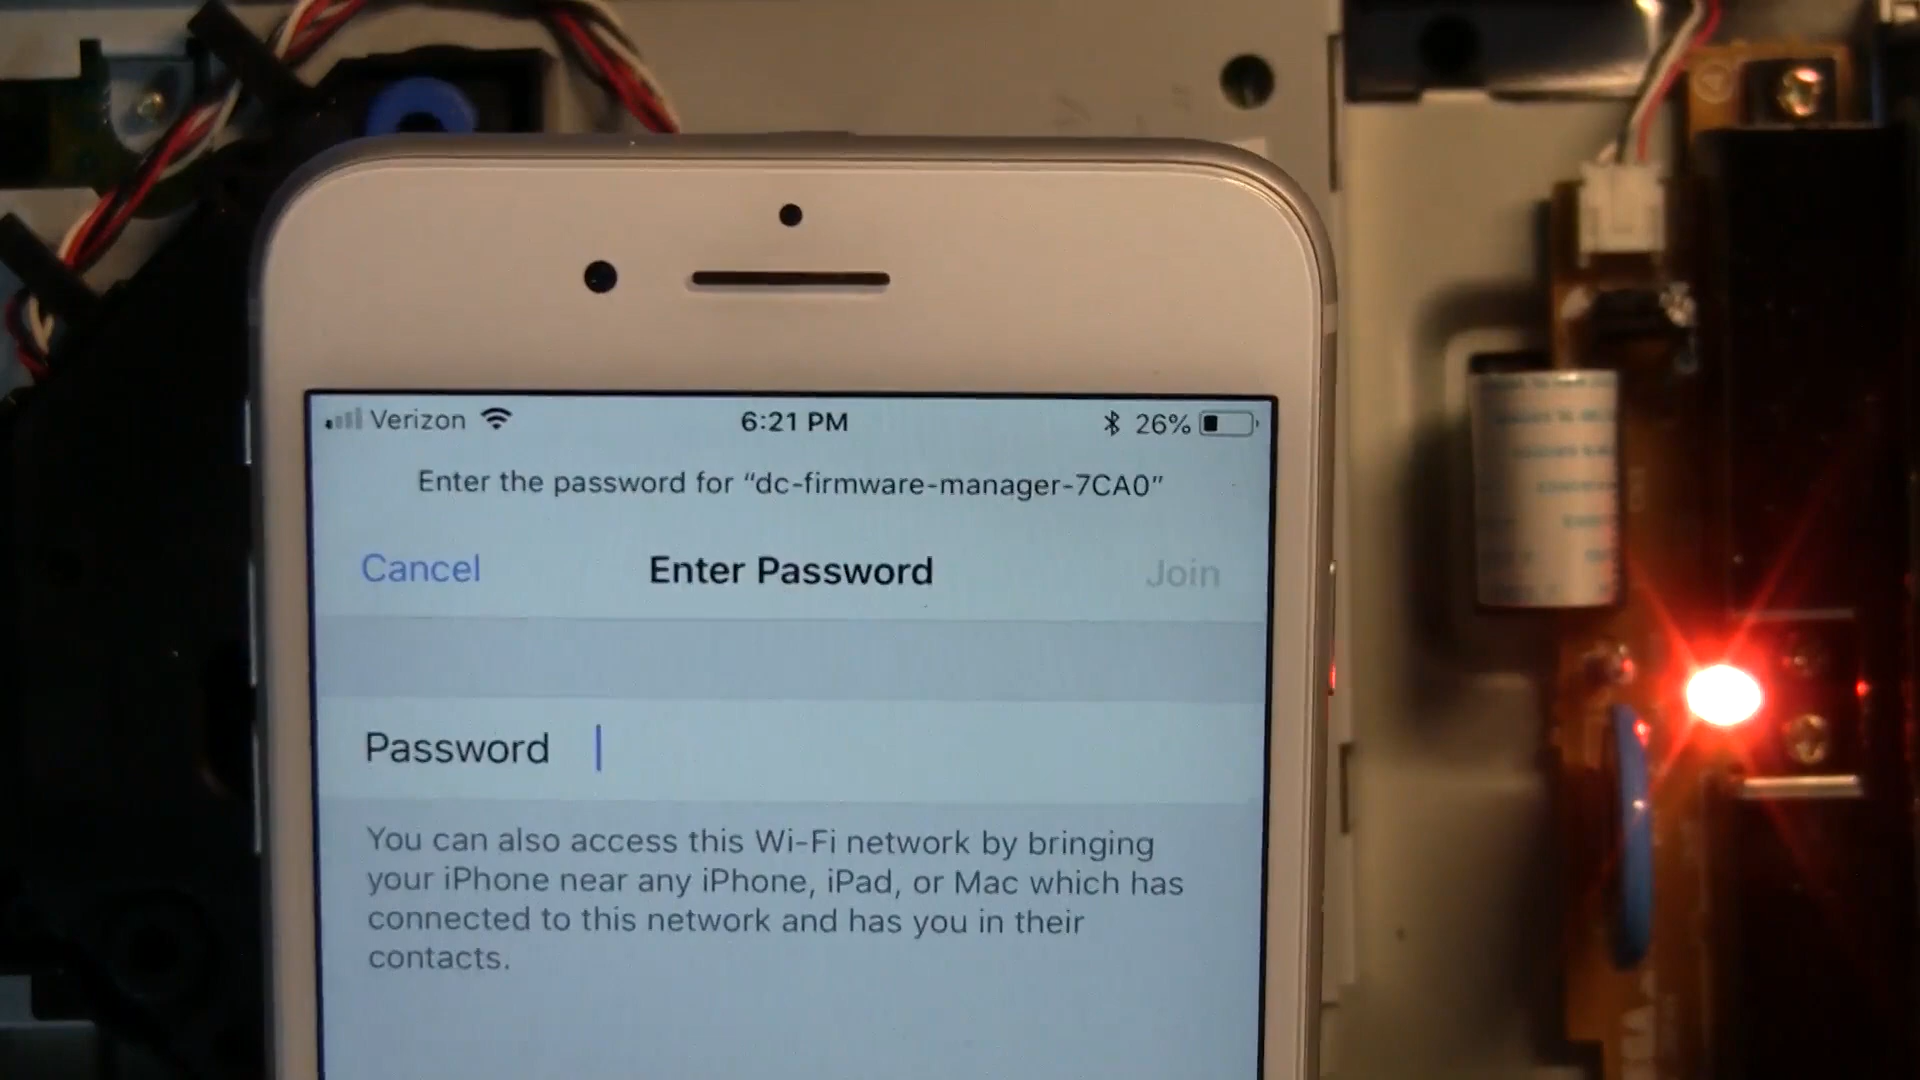 Verizon 6:21 PM 26%
Enter the password for “dc-firmware-manager-7CA0”
Cancel Enter Password Join
Password
You can also access this Wi-Fi network by bringing
your iPhone near any iPhone, iPad, or Mac which has
connected to this network and has you in their
contacts.